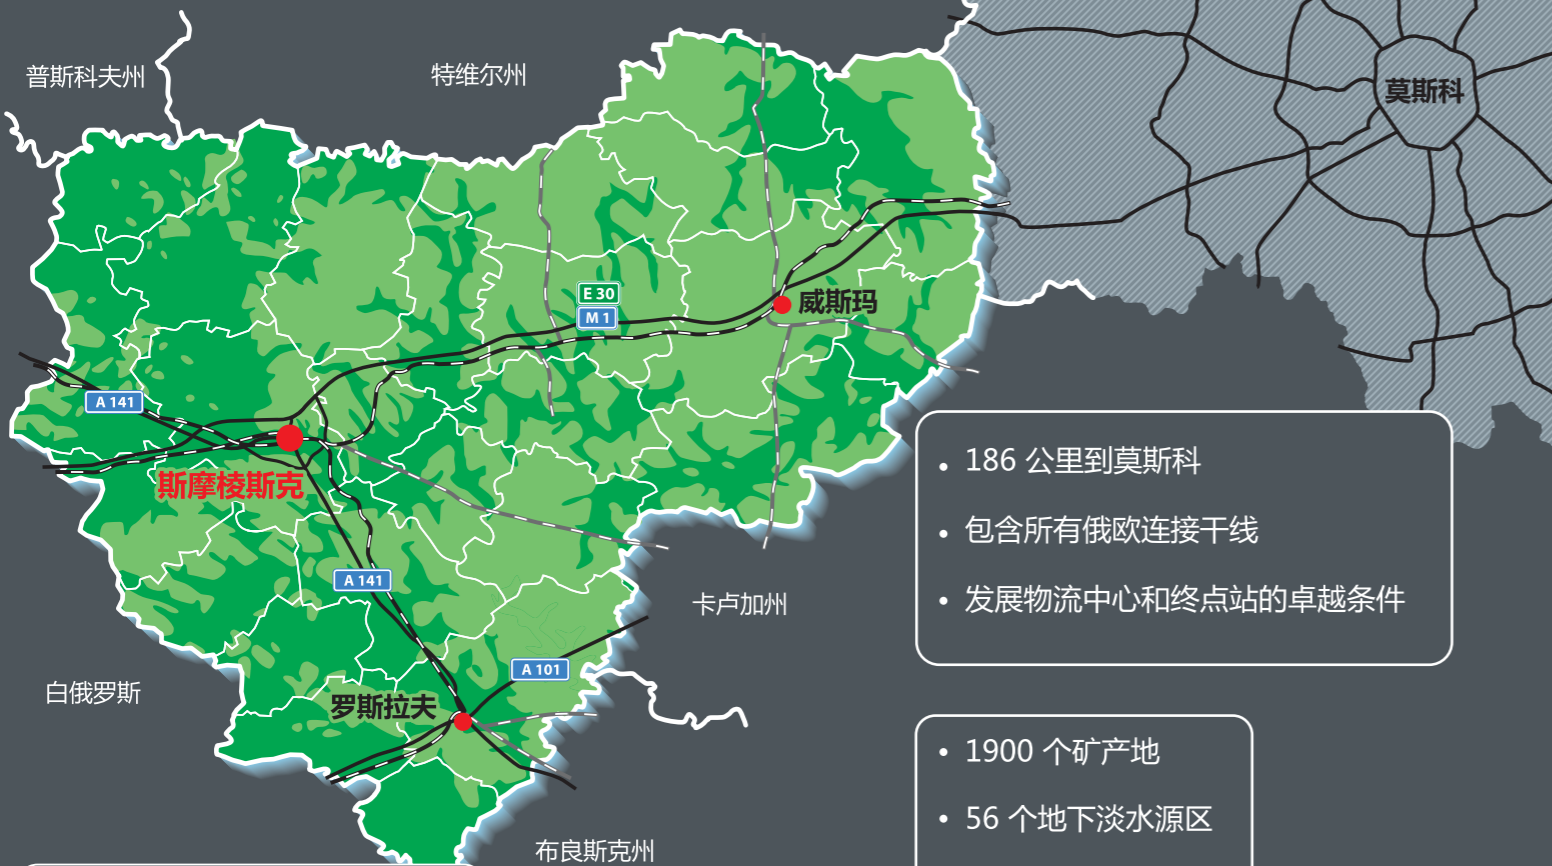 普斯科夫州
特维尔州
莫斯科
E 30
M 1
威斯玛
A 141
斯摩棱斯克
A 141
卡卢加州
A 101
白俄罗斯
罗斯拉夫
布良斯克州
• 186 公里到莫斯科
• 包含所有俄欧连接干线
• 发展物流中心和终点站的卓越条件
• 1900 个矿产地
• 56 个地下淡水源区